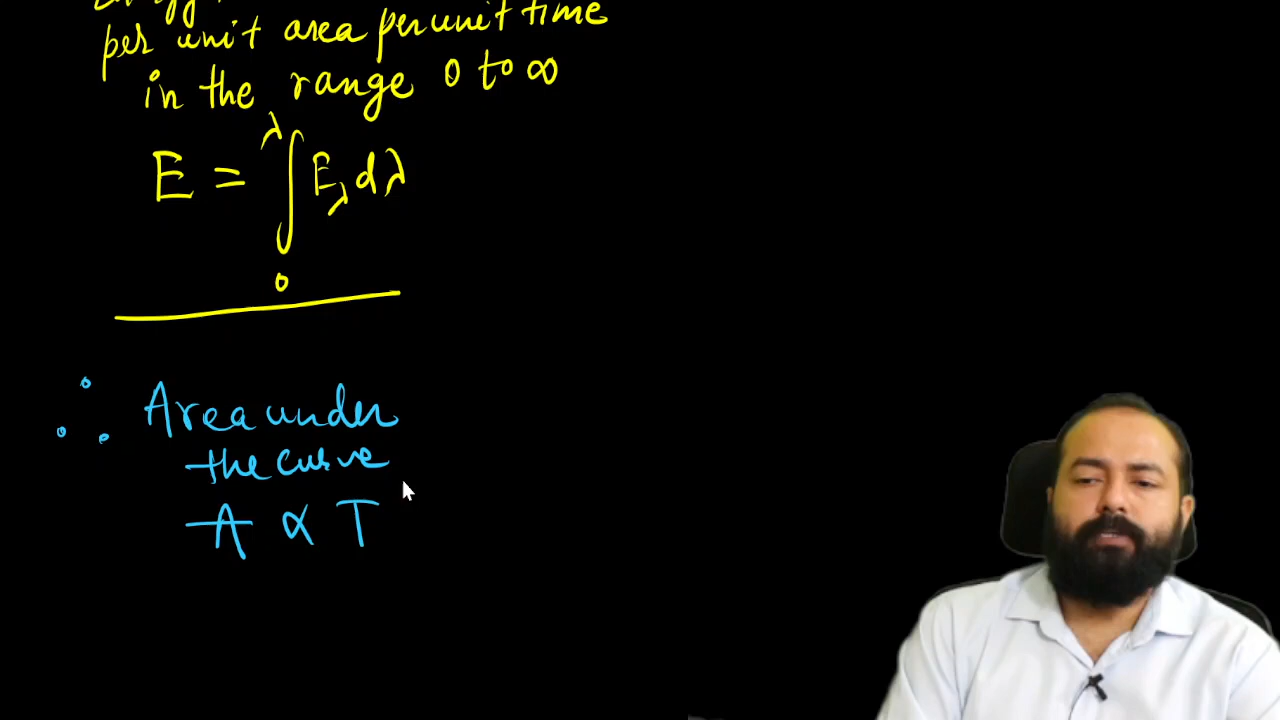 per unit area per unit time
in the range 0 to ∞
λ
E = ∫ E_λ dλ
0
∴ Area under
the curve
A ∝ T